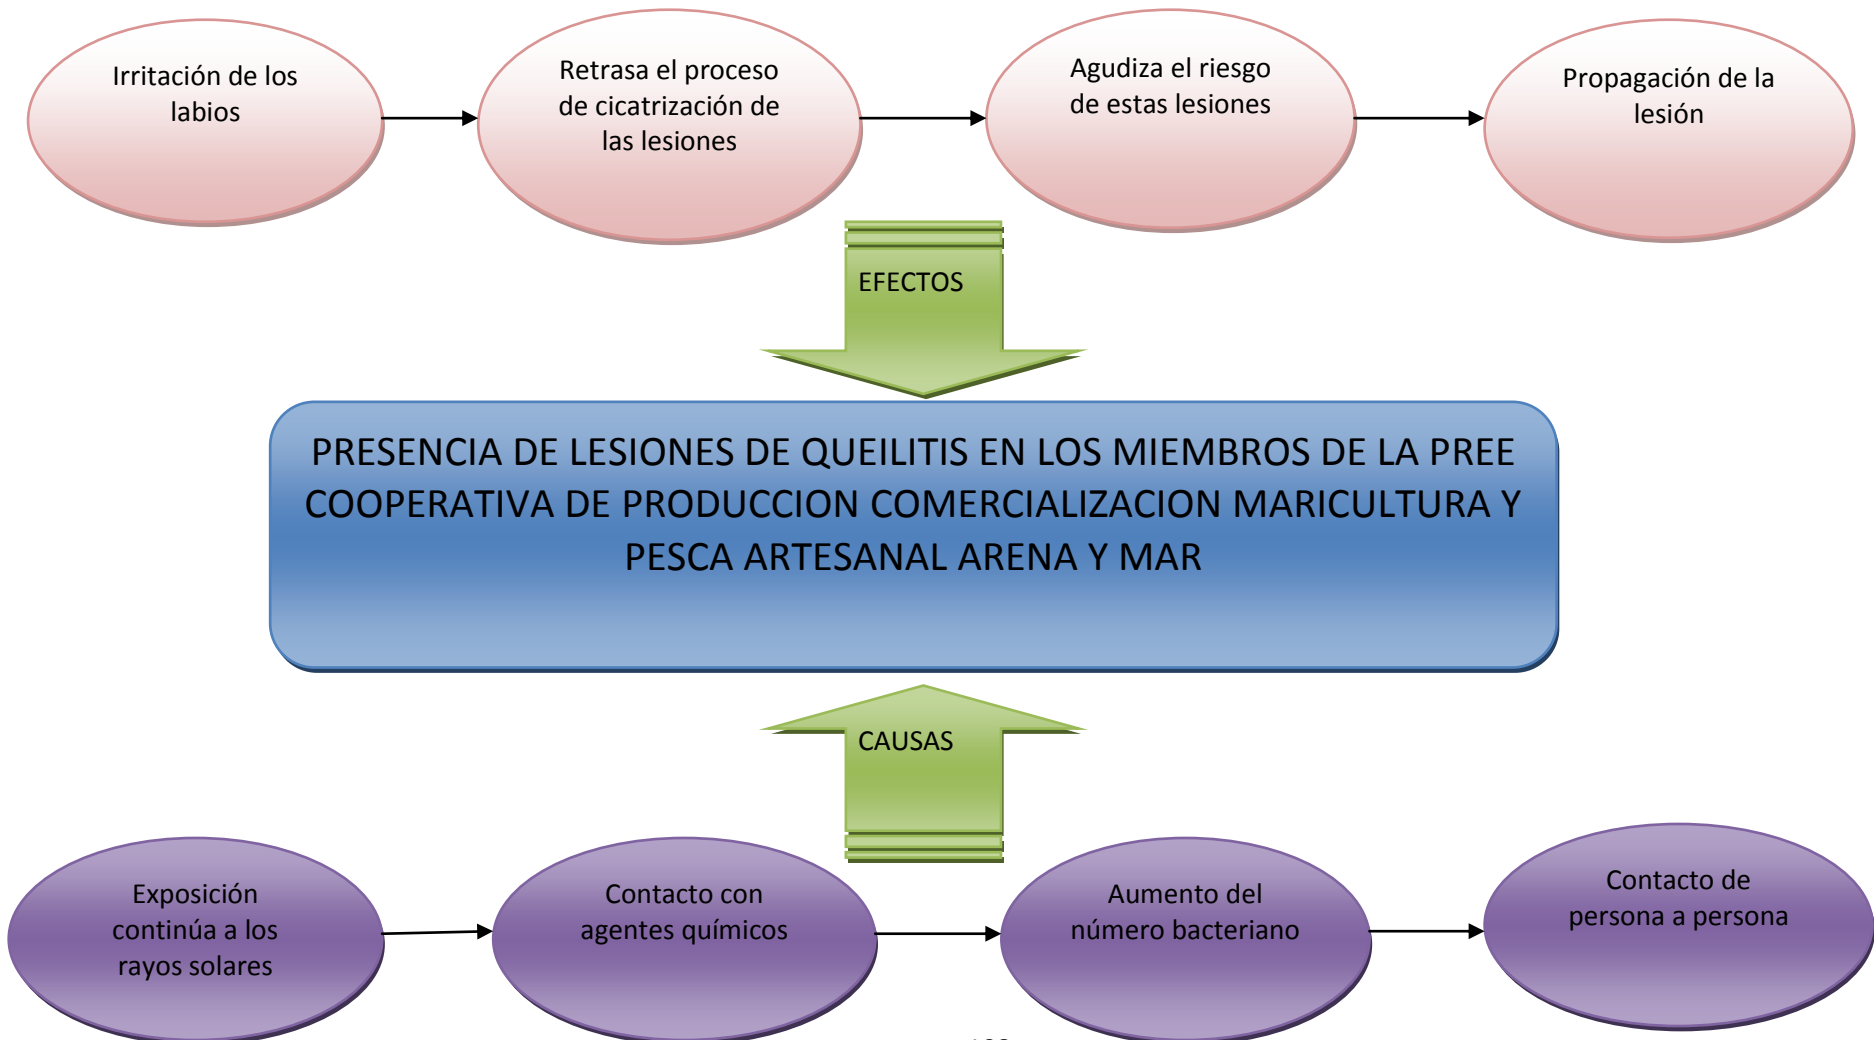 Irritación de los
labios
Retrasa el proceso
de cicatrización de
las lesiones
Agudiza el riesgo
de estas lesiones
Propagación de la
lesión
EFECTOS
PRESENCIA DE LESIONES DE QUEILITIS EN LOS MIEMBROS DE LA PREE
COOPERATIVA DE PRODUCCION COMERCIALIZACION MARICULTURA Y
PESCA ARTESANAL ARENA Y MAR
CAUSAS
Exposición
continúa a los
rayos solares
Contacto con
agentes químicos
Aumento del
número bacteriano
Contacto de
persona a persona